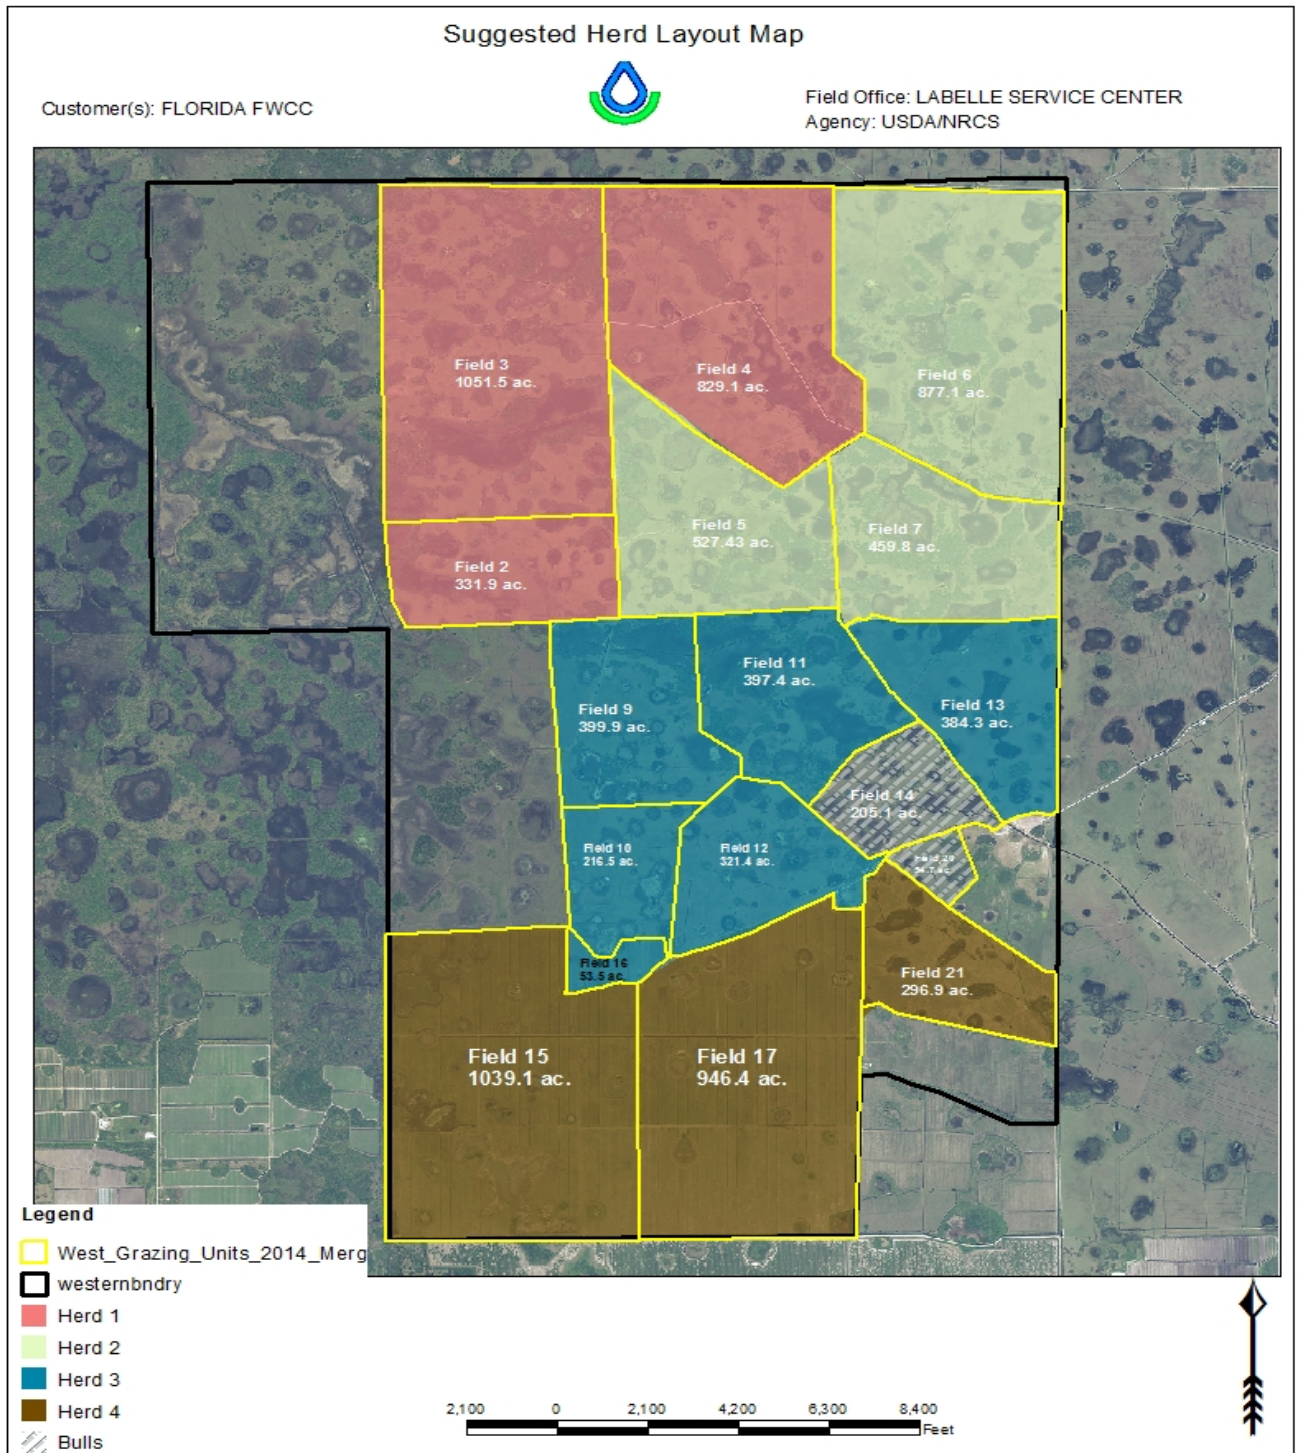 Suggested Herd Layout Map
Customer(s): FLORIDA FWCC
Field Office: LABELLE SERVICE CENTER
Agency: USDA/NRCS
Field 3
1051.5 ac.
Field 4
829.1 ac.
Field 6
877.1 ac.
Field 5
527.43 ac.
Field 7
459.8 ac.
Field 2
331.9 ac.
Field 11
397.4 ac.
Field 9
399.9 ac.
Field 13
384.3 ac.
Field 14
205.1 ac.
Field 10
216.5 ac.
Field 12
321.4 ac.
Field 20
Field 16
53.5 ac.
Field 21
296.9 ac.
Field 15
1039.1 ac.
Field 17
946.4 ac.
Legend
West_Grazing_Units_2014_Merg
westernbndry
Herd 1
Herd 2
Herd 3
Herd 4
Bulls
2,100 0 2,100 4,200 6,300 8,400
Feet